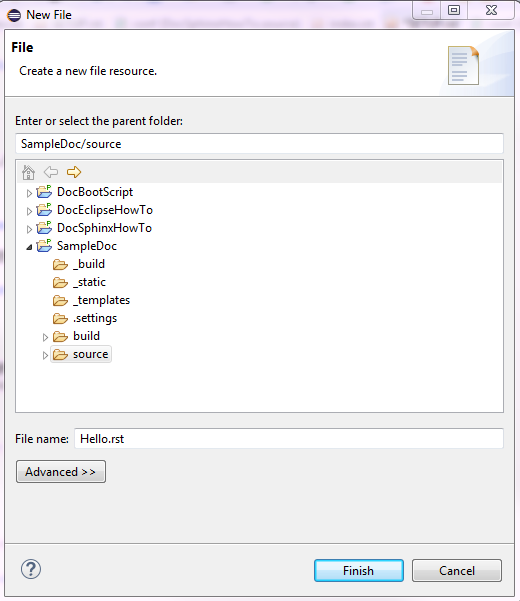 New File
File
Create a new file resource.
Enter or select the parent folder:
SampleDoc/source
DocBootScript
DocEclipseHowTo
DocSphinxHowTo
SampleDoc
_build
_static
_templates
.settings
build
source
File name: Hello.rst
Advanced >>
Finish Cancel